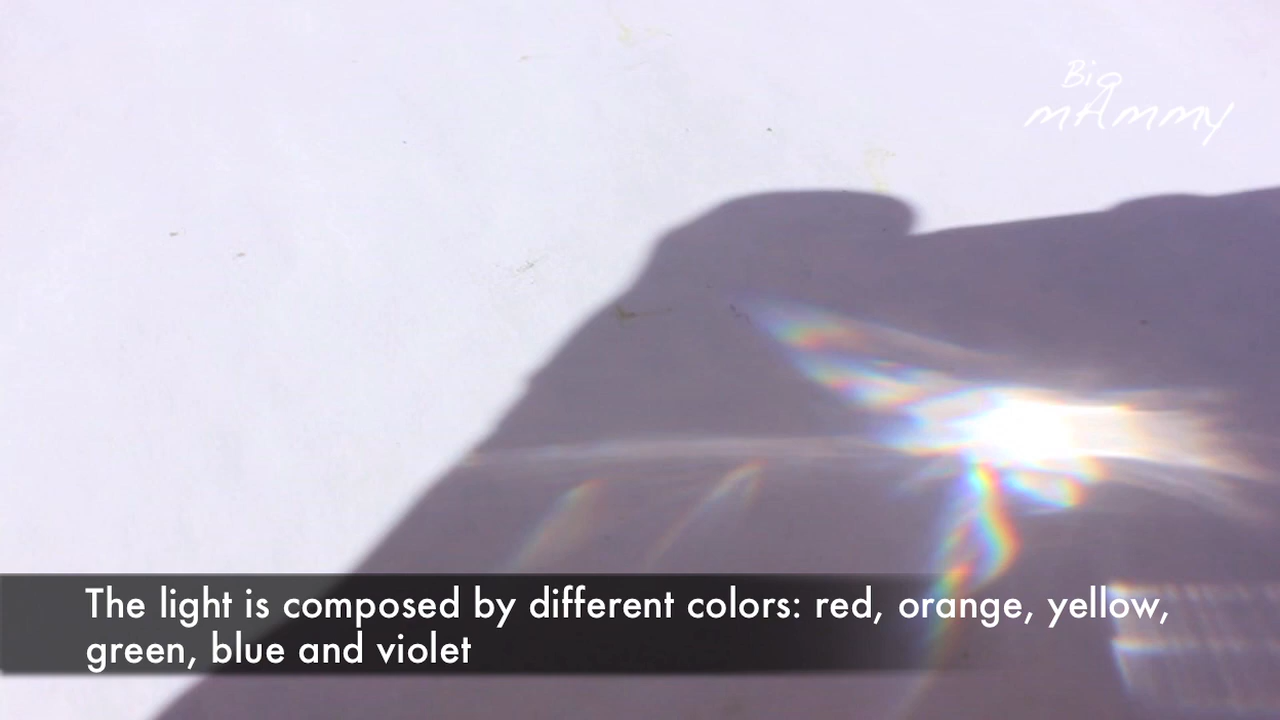 Big
mAmmy
The light is composed by different colors: red, orange, yellow,
green, blue and violet